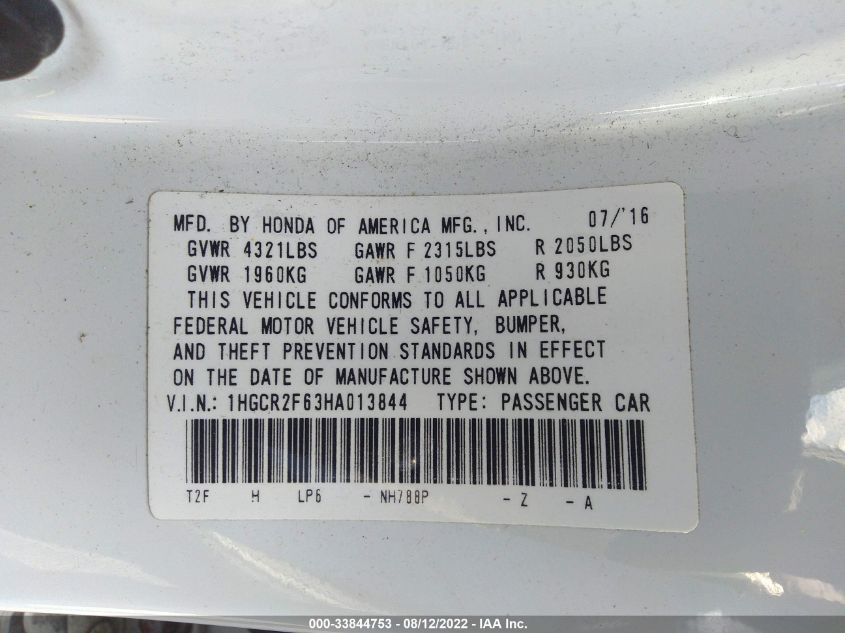 MFD. BY HONDA OF AMERICA MFG., INC. 07/'16
GVWR 4321LBS GAWR F 2315LBS R 2050LBS
GVWR 1960KG GAWR F 1050KG R 930KG
THIS VEHICLE CONFORMS TO ALL APPLICABLE
FEDERAL MOTOR VEHICLE SAFETY, BUMPER,
AND THEFT PREVENTION STANDARDS IN EFFECT
ON THE DATE OF MANUFACTURE SHOWN ABOVE.
V.I.N.: 1HGCR2F63HA013844 TYPE: PASSENGER CAR
T2F H LP6 - NH788P - Z - A
000-33844753 - 08/12/2022 - IAA Inc.